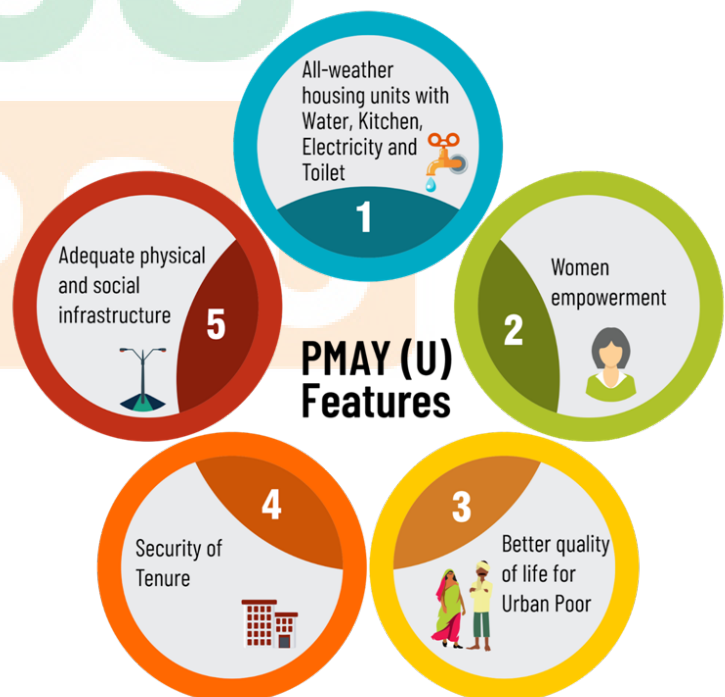 All-weather
housing units with
Water, Kitchen,
Electricity and
Toilet
1
Women
empowerment
2
Better quality
of life for
Urban Poor
3
Security of
Tenure
4
Adequate physical
and social
infrastructure
5
PMAY (U)
Features